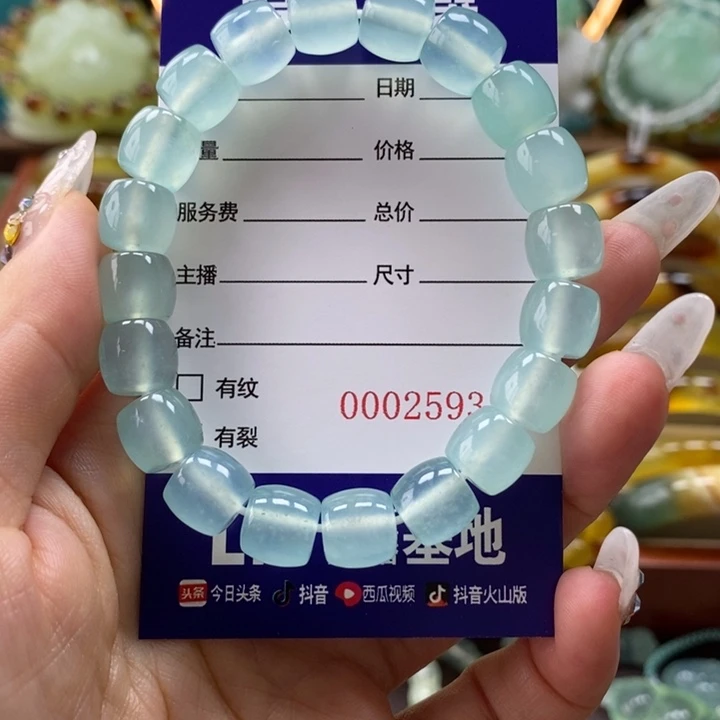 日期
量 价格
服务费 总价
主播 尺寸
备注
有纹
0002593
有裂
基地
头条 今日头条 抖音 西瓜视频 抖音火山版